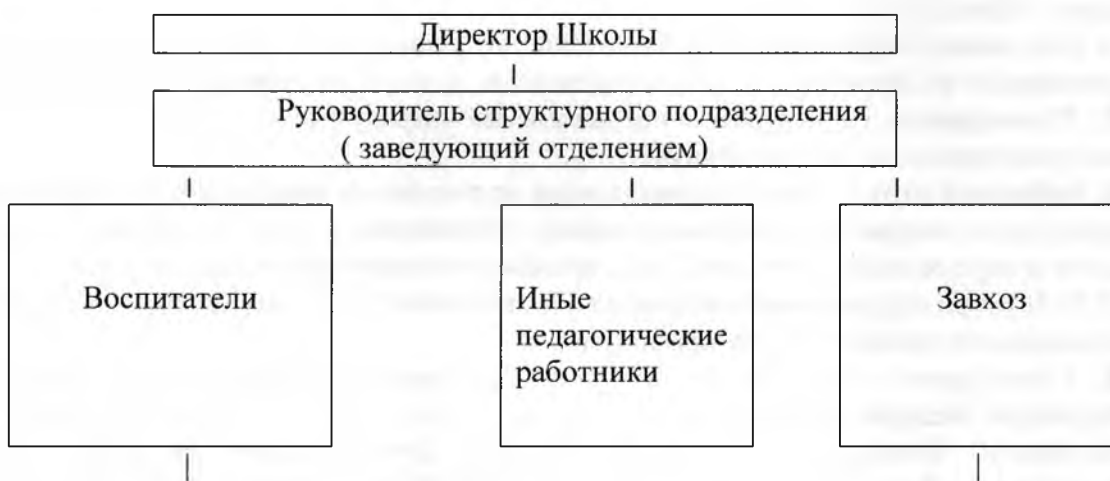 Директор Школы
Руководитель структурного подразделения
( заведующий отделением)
Воспитатели
Иные
педагогические
работники
Завхоз